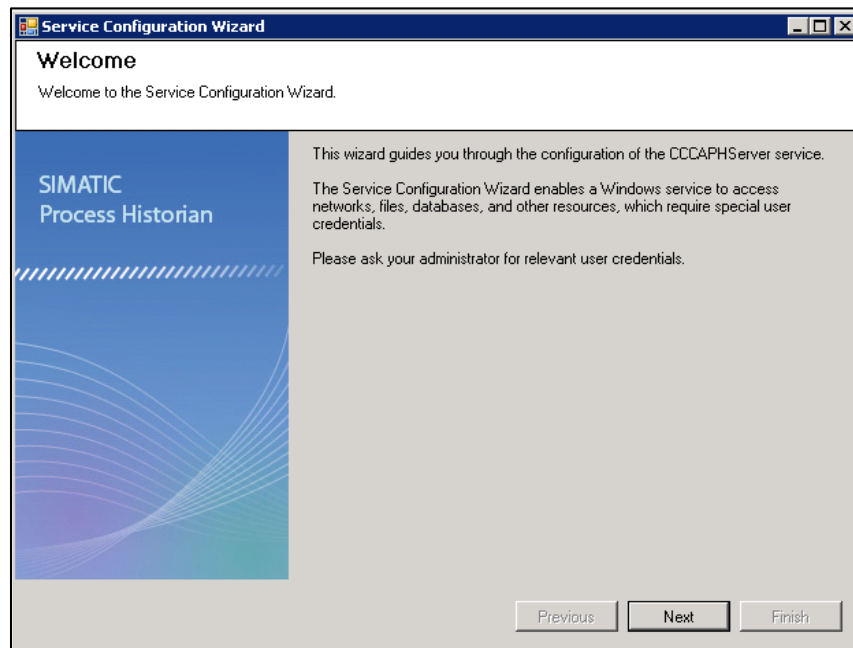 Service Configuration Wizard
Welcome
Welcome to the Service Configuration Wizard.
SIMATIC
Process Historian
This wizard guides you through the configuration of the CCCAPHServer service.
The Service Configuration Wizard enables a Windows service to access
networks, files, databases, and other resources, which require special user
credentials.
Please ask your administrator for relevant user credentials.
Previous
Next
Finish